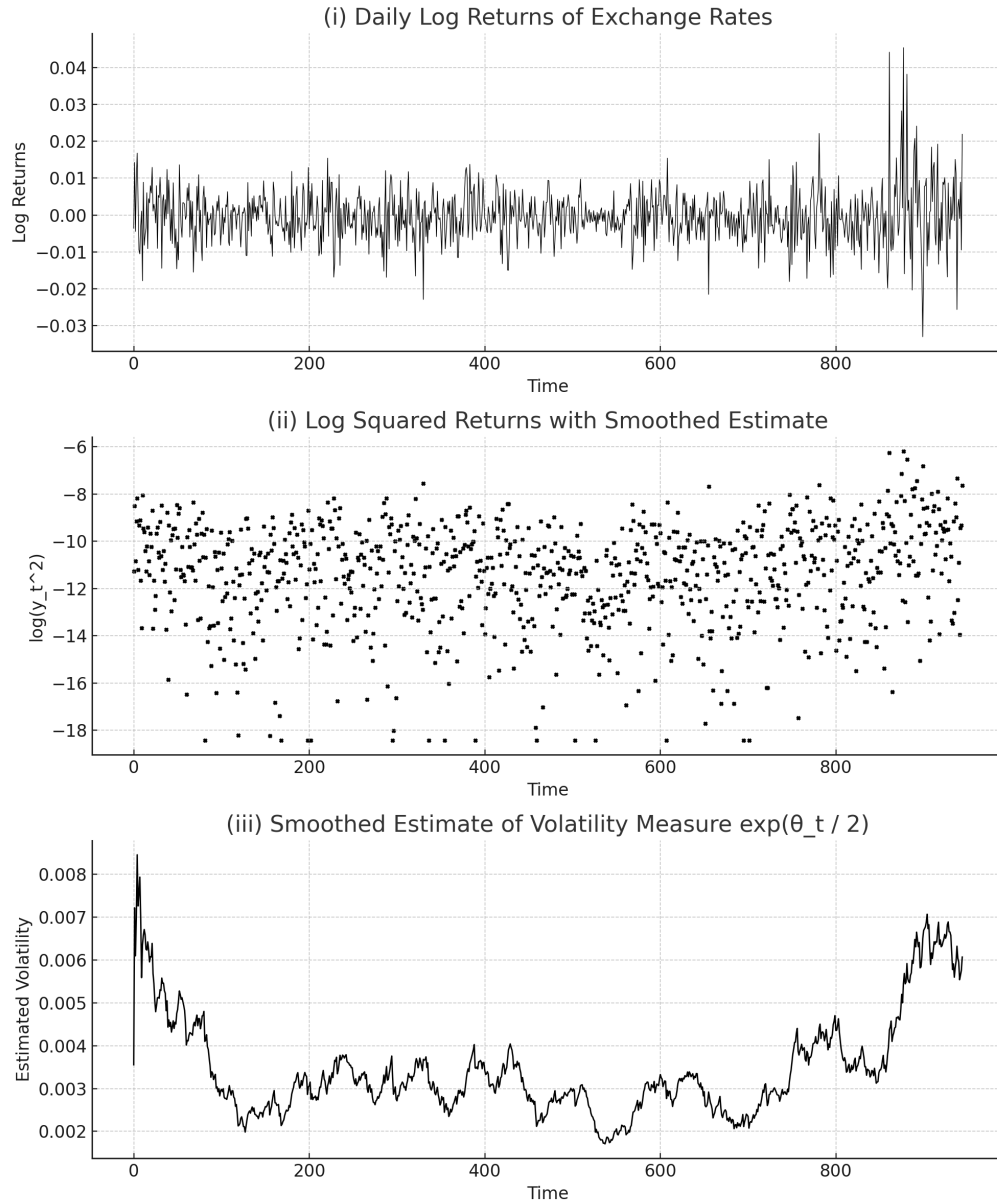 (i) Daily Log Returns of Exchange Rates
0.04
0.03
0.02
0.01
0.00
−0.01
−0.02
−0.03
Log Returns
0 200 400 600 800
Time
(ii) Log Squared Returns with Smoothed Estimate
−6
−8
−10
−12
−14
−16
−18
log(y_t^2)
0 200 400 600 800
Time
(iii) Smoothed Estimate of Volatility Measure exp(θ_t / 2)
0.008
0.007
0.006
0.005
0.004
0.003
0.002
Estimated Volatility
0 200 400 600 800
Time